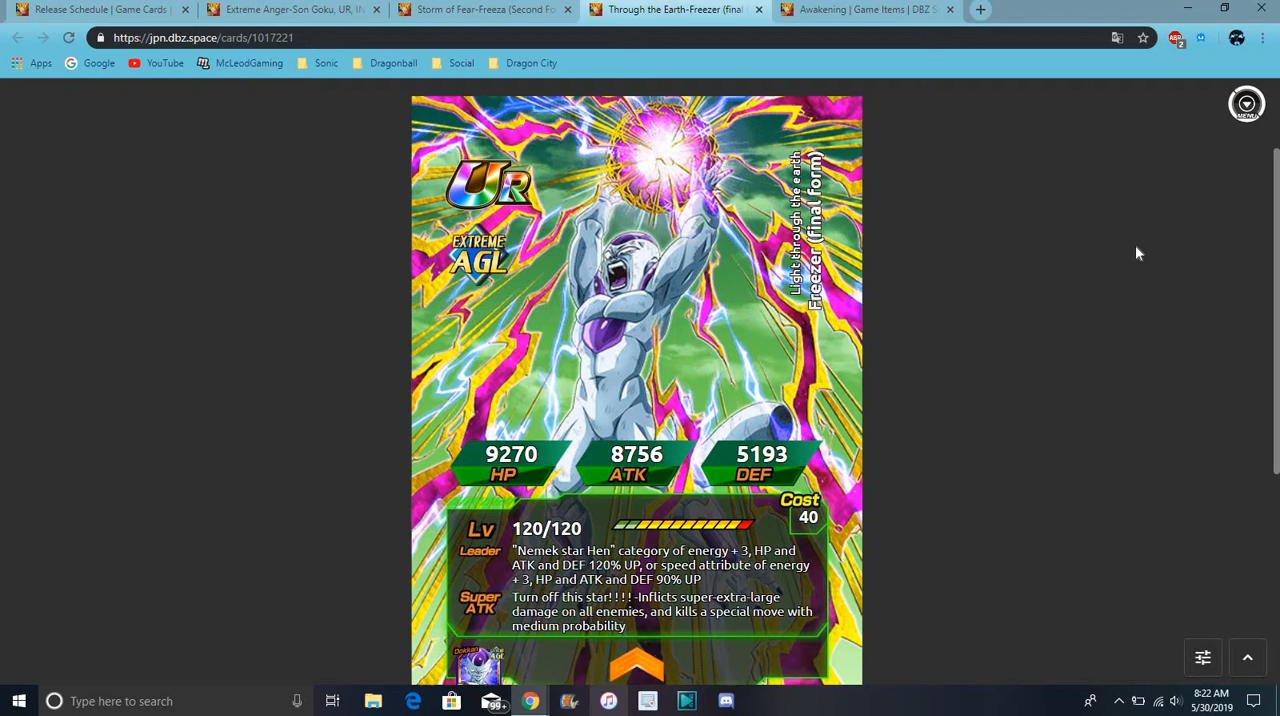 Release Schedule | Game Cards |
Extreme Anger-Son Goku, UR, IN
Storm of Fear-Freeza (Second Fo
Through the Earth-Freezer (final
Awakening | Game Items | DBZ S
https://jpn.dbz.space/cards/1017221
ABP
2
Apps
Google
YouTube
McLeodGaming
Sonic
Dragonball
Social
Dragon City
MENU
UR
EXTREME
AGL
Light through the earth
Freezer (final form)
9270
HP
8756
ATK
5193
DEF
Cost
40
Lv
120/120
Leader
"Nemek star Hen" category of energy + 3, HP and
ATK and DEF 120% UP, or speed attribute of energy
+ 3, HP and ATK and DEF 90% UP
Super
ATK
Turn off this star! ! ! ! -Inflicts super-extra-large
damage on all enemies, and kills a special move with
medium probability
Dokkan
AGL
Type here to search
99+
8:22 AM
5/30/2019